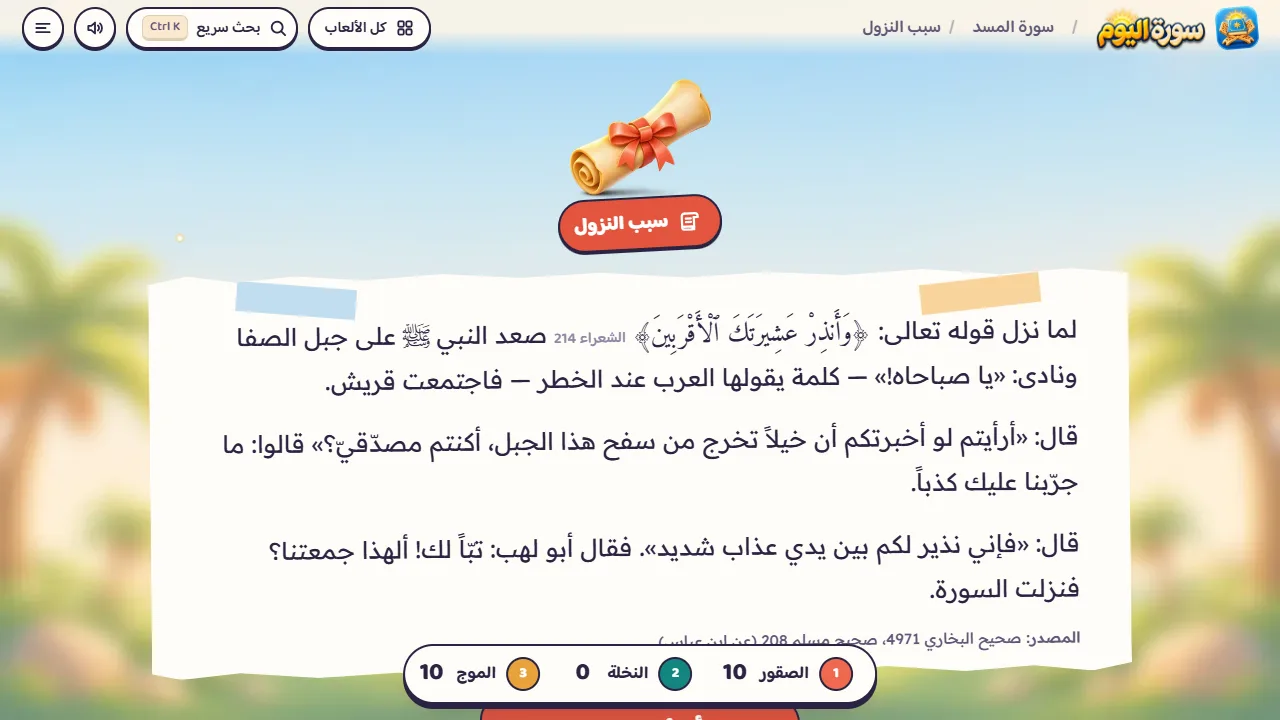 سورة اليوم
/ سورة المسد / سبب النزول
كل الألعاب
بحث سريع Ctrl K
سبب النزول
لما نزل قوله تعالى: ﴿وَأَنذِرْ عَشِيرَتَكَ ٱلْأَقْرَبِينَ﴾ الشعراء 214 صعد النبي ﷺ على جبل الصفا
ونادى: «يا صباحاه!» — كلمة يقولها العرب عند الخطر — فاجتمعت قريش.
قال: «أرأيتم لو أخبرتكم أن خيلاً تخرج من سفح هذا الجبل، أكنتم مصدّقيّ؟» قالوا: ما
جرّبنا عليك كذباً.
قال: «فإني نذير لكم بين يدي عذاب شديد». فقال أبو لهب: تبّاً لك! ألهذا جمعتنا؟
فنزلت السورة.
المصدر: صحيح البخاري 4971، صحيح مسلم 208 (عن ابن عباس)
1 الصقور 10 2 النخلة 0 3 الموج 10